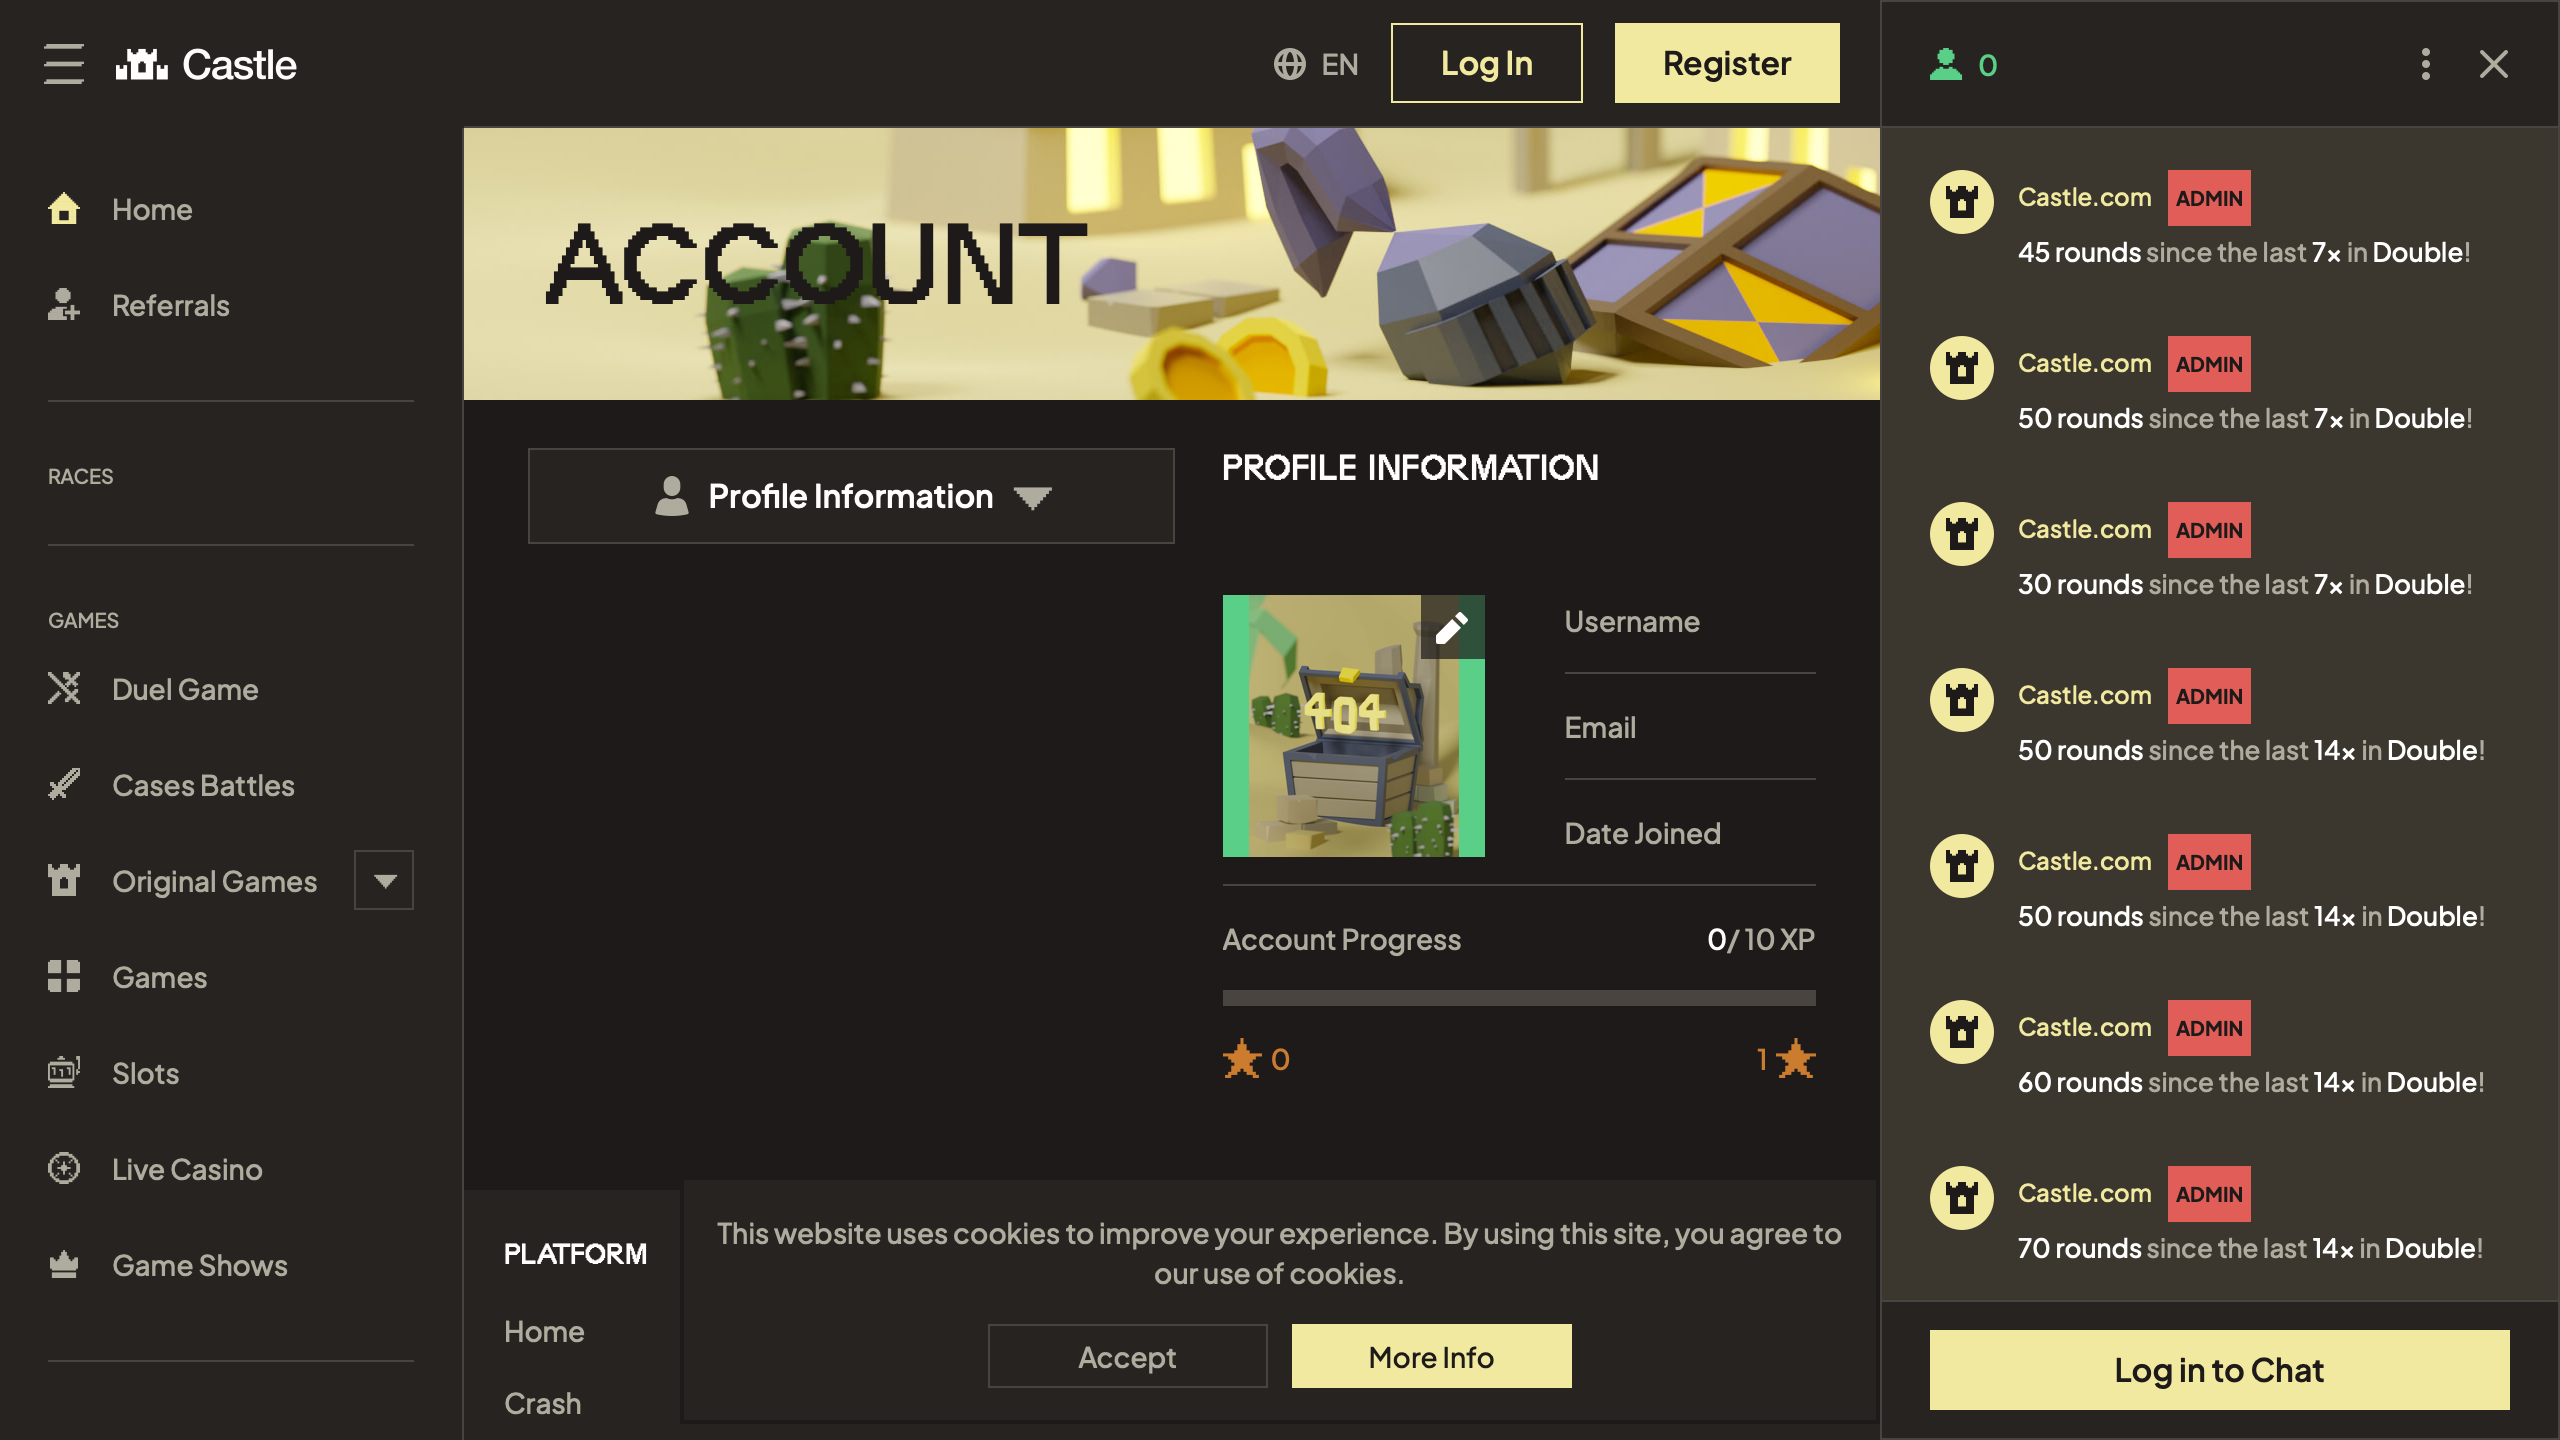 Castle
EN
Log In
Register
0
Home
Referrals
RACES
GAMES
Duel Game
Cases Battles
Original Games
Games
Slots
Live Casino
Game Shows
ACCOUNT
Profile Information
PROFILE INFORMATION
404
Username
Email
Date Joined
Account Progress
0/10 XP
0
1
PLATFORM
Home
Crash
This website uses cookies to improve your experience. By using this site, you agree to
our use of cookies.
Accept
More Info
Castle.com ADMIN
45 rounds since the last 7x in Double!
Castle.com ADMIN
50 rounds since the last 7x in Double!
Castle.com ADMIN
30 rounds since the last 7x in Double!
Castle.com ADMIN
50 rounds since the last 14x in Double!
Castle.com ADMIN
50 rounds since the last 14x in Double!
Castle.com ADMIN
60 rounds since the last 14x in Double!
Castle.com ADMIN
70 rounds since the last 14x in Double!
Log in to Chat